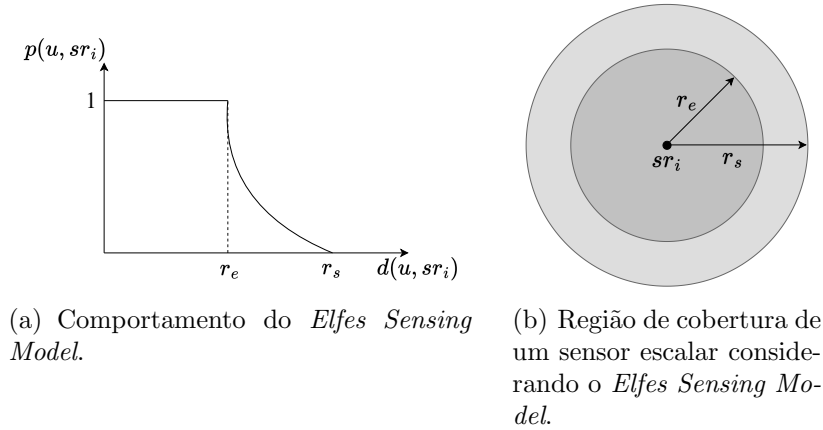 p(u, sr_i)
1
r_e
r_s
d(u, sr_i)
r_e
r_s
sr_i
(a) Comportamento do Elfes Sensing
Model.
(b) Região de cobertura de
um sensor escalar conside-
rando o Elfes Sensing Mo-
del.